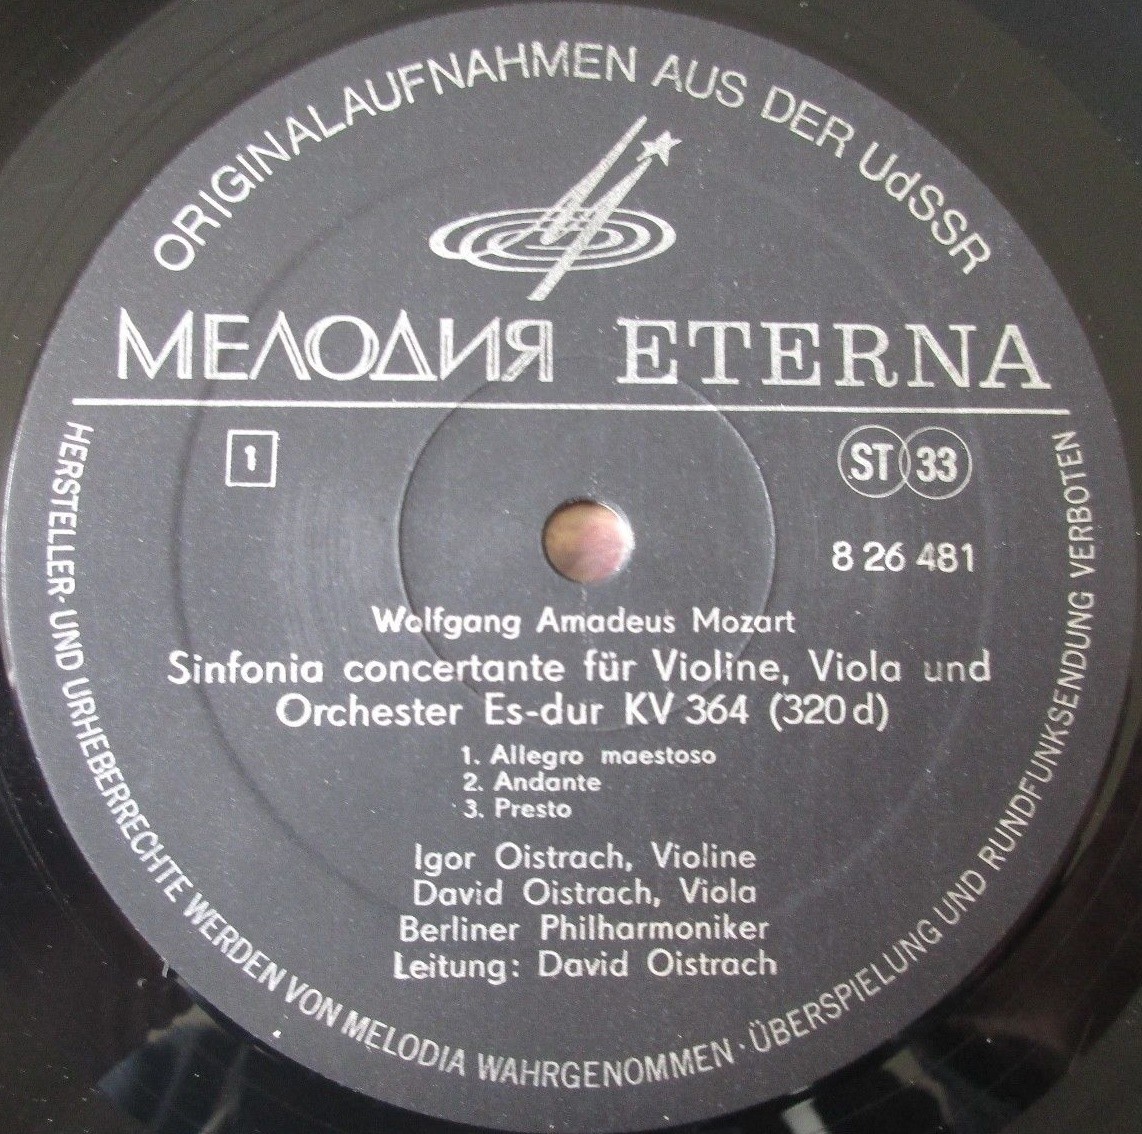 ORIGINALAUFNAHMEN AUS DER UdSSR
МЕЛОДИЯ ETERNA
1
ST 33
8 26 481
Wolfgang Amadeus Mozart
Sinfonia concertante für Violine, Viola und
Orchester Es-dur KV 364 (320 d)
1. Allegro maestoso
2. Andante
3. Presto
Igor Oistrach, Violine
David Oistrach, Viola
Berliner Philharmoniker
Leitung: David Oistrach
HERSTELLER- UND URHEBERRECHTE WERDEN VON MELODIA WAHRGENOMMEN · ÜBERSPIELUNG UND RUNDFUNKSENDUNG VERBOTEN